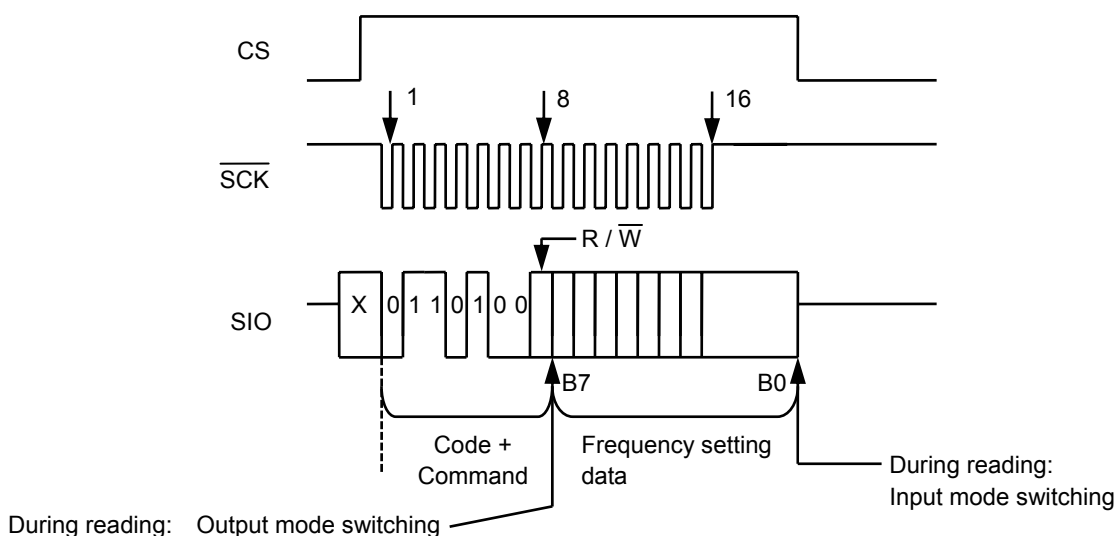 CS
1 8 16
SCK
R / W
X 0 1 1 0 1 0 0
SIO
B7 B0
Code +
Command
Frequency setting
data
During reading:
Input mode switching
During reading: Output mode switching